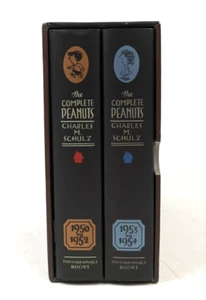 The
COMPLETE
PEANUTS
CHARLES
M.
SCHULZ
1950
TO
1952
FANTAGRAPHICS
BOOKS
The
COMPLETE
PEANUTS
CHARLES
M.
SCHULZ
1953
TO
1954
FANTAGRAPHICS
BOOKS